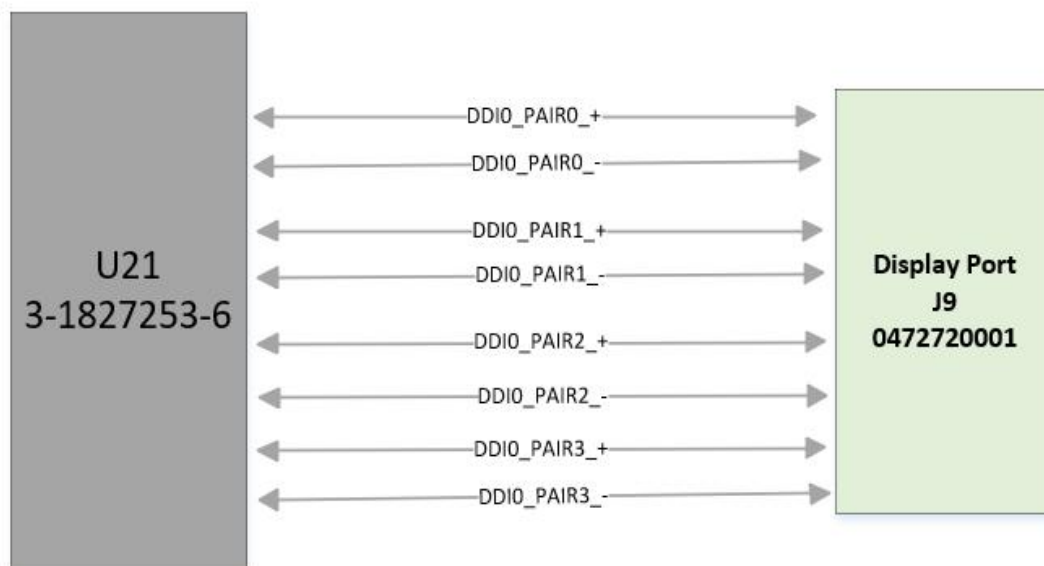 U21
3-1827253-6
DDI0_PAIR0_+
DDI0_PAIR0_-
DDI0_PAIR1_+
DDI0_PAIR1_-
DDI0_PAIR2_+
DDI0_PAIR2_-
DDI0_PAIR3_+
DDI0_PAIR3_-
Display Port
J9
0472720001